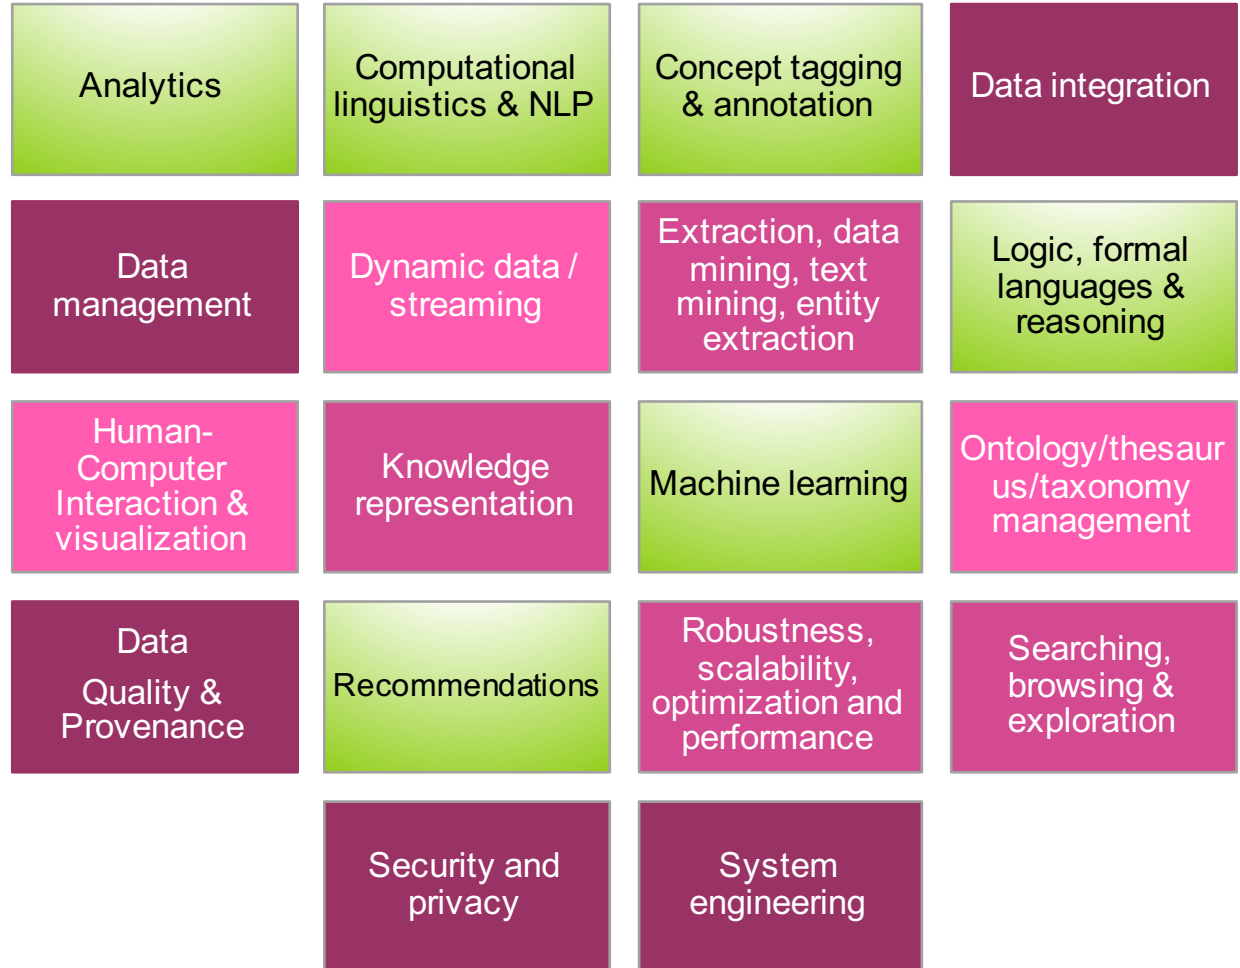 Analytics
Computational
linguistics & NLP
Concept tagging
& annotation
Data integration
Data
management
Dynamic data /
streaming
Extraction, data
mining, text
mining, entity
extraction
Logic, formal
languages &
reasoning
Human-
Computer
Interaction &
visualization
Knowledge
representation
Machine learning
Ontology/thesaur
us/taxonomy
management
Data
Quality &
Provenance
Recommendations
Robustness,
scalability,
optimization and
performance
Searching,
browsing &
exploration
Security and
privacy
System
engineering